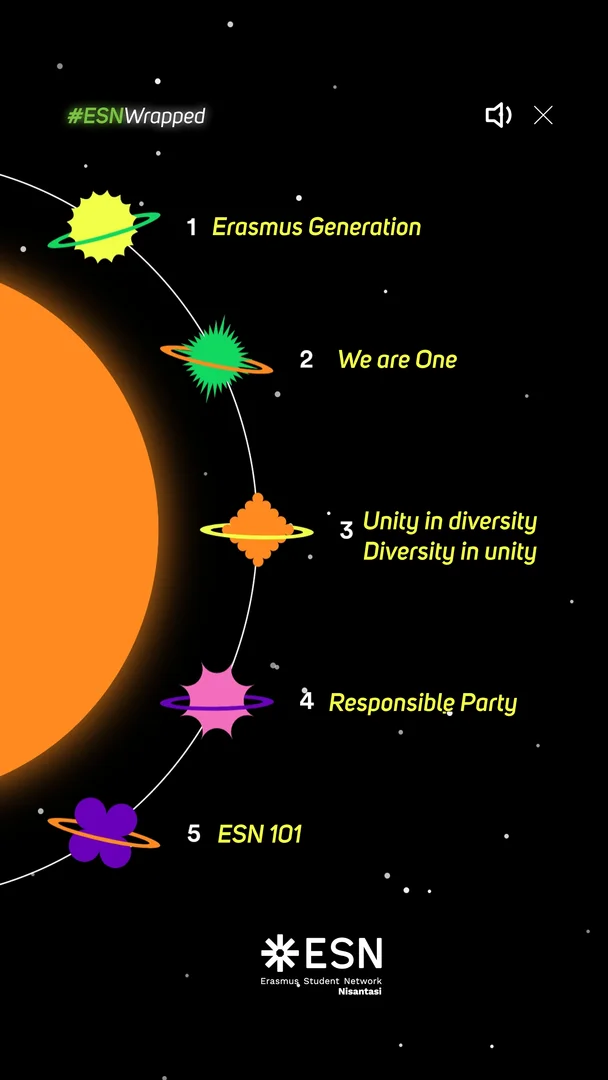 #ESNWrapped
1 Erasmus Generation
2 We are One
3 Unity in diversity
Diversity in unity
4 Responsible Party
5 ESN 101
ESN
Erasmus Student Network
Nisantasi